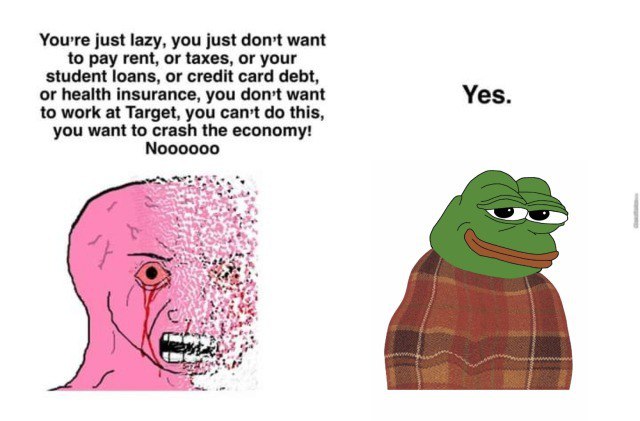 You're just lazy, you just don't want
to pay rent, or taxes, or your
student loans, or credit card debt,
or health insurance, you don't want
to work at Target, you can't do this,
you want to crash the economy!
Noooooo
Yes.